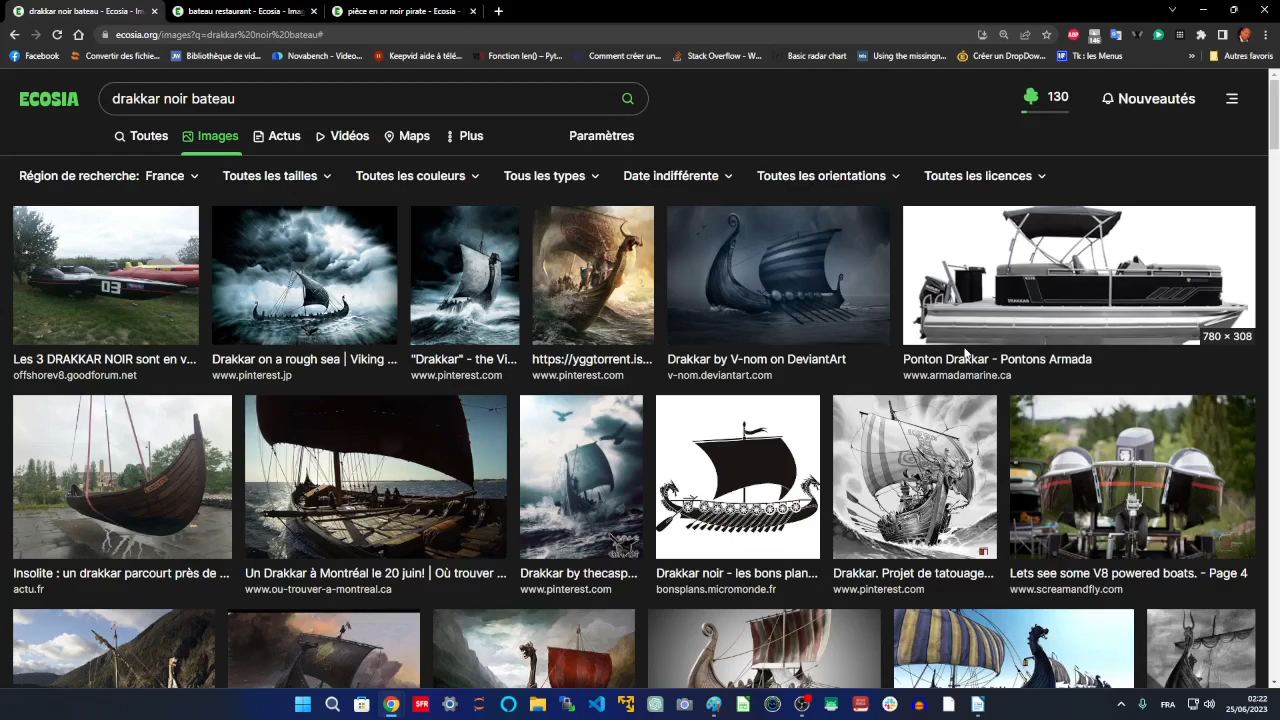 drakkar noir bateau - Ecosia - Im
bateau restaurant - Ecosia - Imag
pièce en or noir pirate - Ecosia -
ecosia.org/images?q=drakkar%20noir%20bateau#
ABP
146
Facebook
Convertir des fichie...
Bibliothèque de vid...
Novabench - Video...
Keepvid aide à télé...
Fonction len() – Pyt...
Comment créer un...
Stack Overflow - W...
Basic radar chart
Using the missingn...
Créer un DropDow...
Tk : les Menus
»
Autres favoris
ECOSIA
drakkar noir bateau
130
Nouveautés
Toutes
Images
Actus
Vidéos
Maps
Plus
Paramètres
Région de recherche: France
Toutes les tailles
Toutes les couleurs
Tous les types
Date indifférente
Toutes les orientations
Toutes les licences
03
DRAKKAR
780 × 308
Les 3 DRAKKAR NOIR sont en v...
offshorev8.goodforum.net
Drakkar on a rough sea | Viking ...
www.pinterest.jp
"Drakkar" - the Vi...
www.pinterest.com
https://yggtorrent.is...
www.pinterest.com
Drakkar by V-nom on DeviantArt
v-nom.deviantart.com
Ponton Drakkar - Pontons Armada
www.armadamarine.ca
Insolite : un drakkar parcourt près de ...
actu.fr
Un Drakkar à Montréal le 20 juin! | Où trouver ...
www.ou-trouver-a-montreal.ca
Drakkar by thecasp...
www.pinterest.com
Drakkar noir - les bons plan...
bonsplans.micromonde.fr
Drakkar. Projet de tatouage...
www.pinterest.com
Lets see some V8 powered boats. - Page 4
www.screamandfly.com
SFR
FRA
02:22
25/06/2023